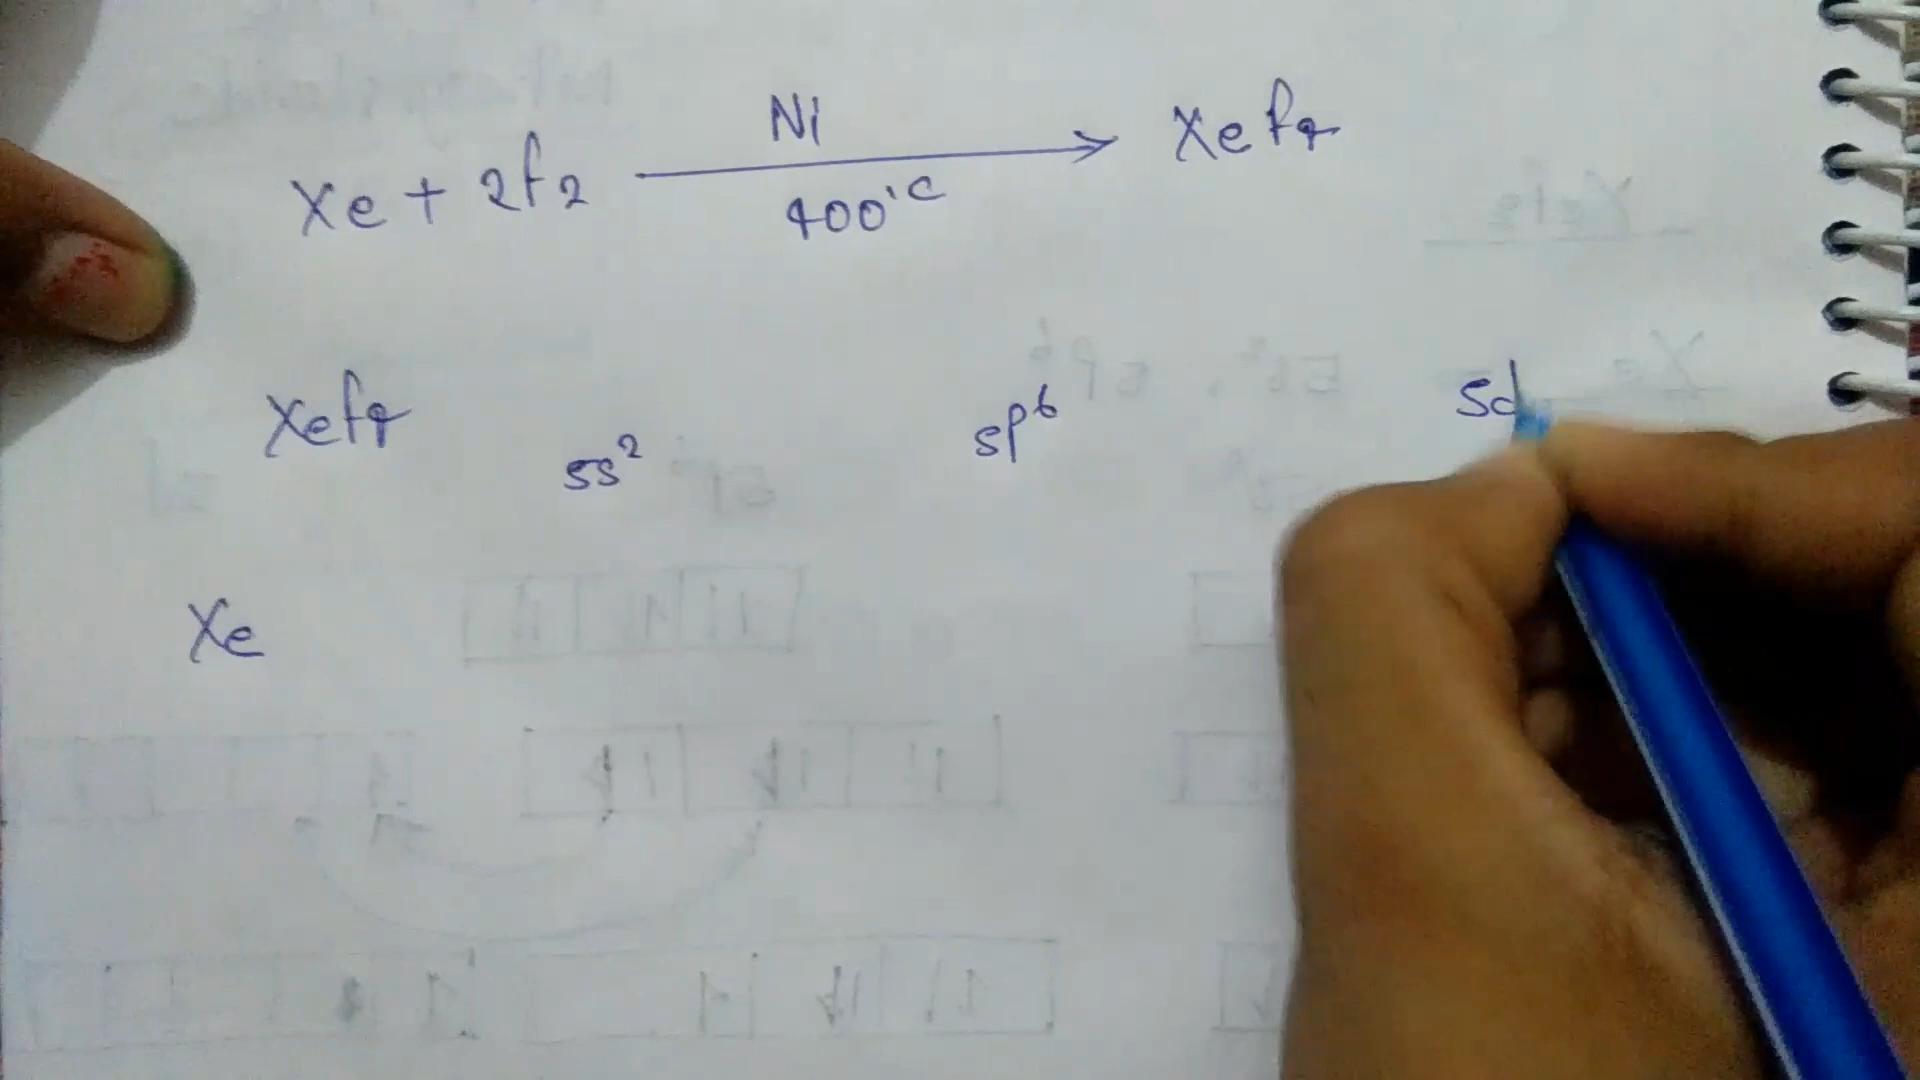 Ni
Xe + 2f2 → Xef4
400°C
Xef4 5s² 5p⁶ 5d
Xe